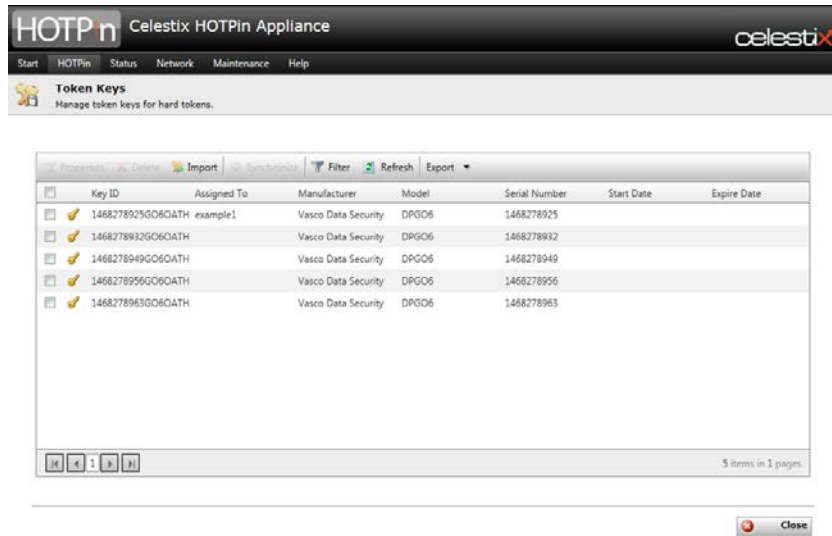 HOTPin Celestix HOTPin Appliance celestix
Start HOTPin Status Network Maintenance Help
Token Keys
Manage token keys for hard tokens.
Properties Delete Import Synchronize Filter Refresh Export
Key ID Assigned To Manufacturer Model Serial Number Start Date Expire Date
1468278925GO6OATH example1 Vasco Data Security DPGO6 1468278925
1468278932GO6OATH Vasco Data Security DPGO6 1468278932
1468278949GO6OATH Vasco Data Security DPGO6 1468278949
1468278956GO6OATH Vasco Data Security DPGO6 1468278956
1468278963GO6OATH Vasco Data Security DPGO6 1468278963
1 5 items in 1 pages
Close